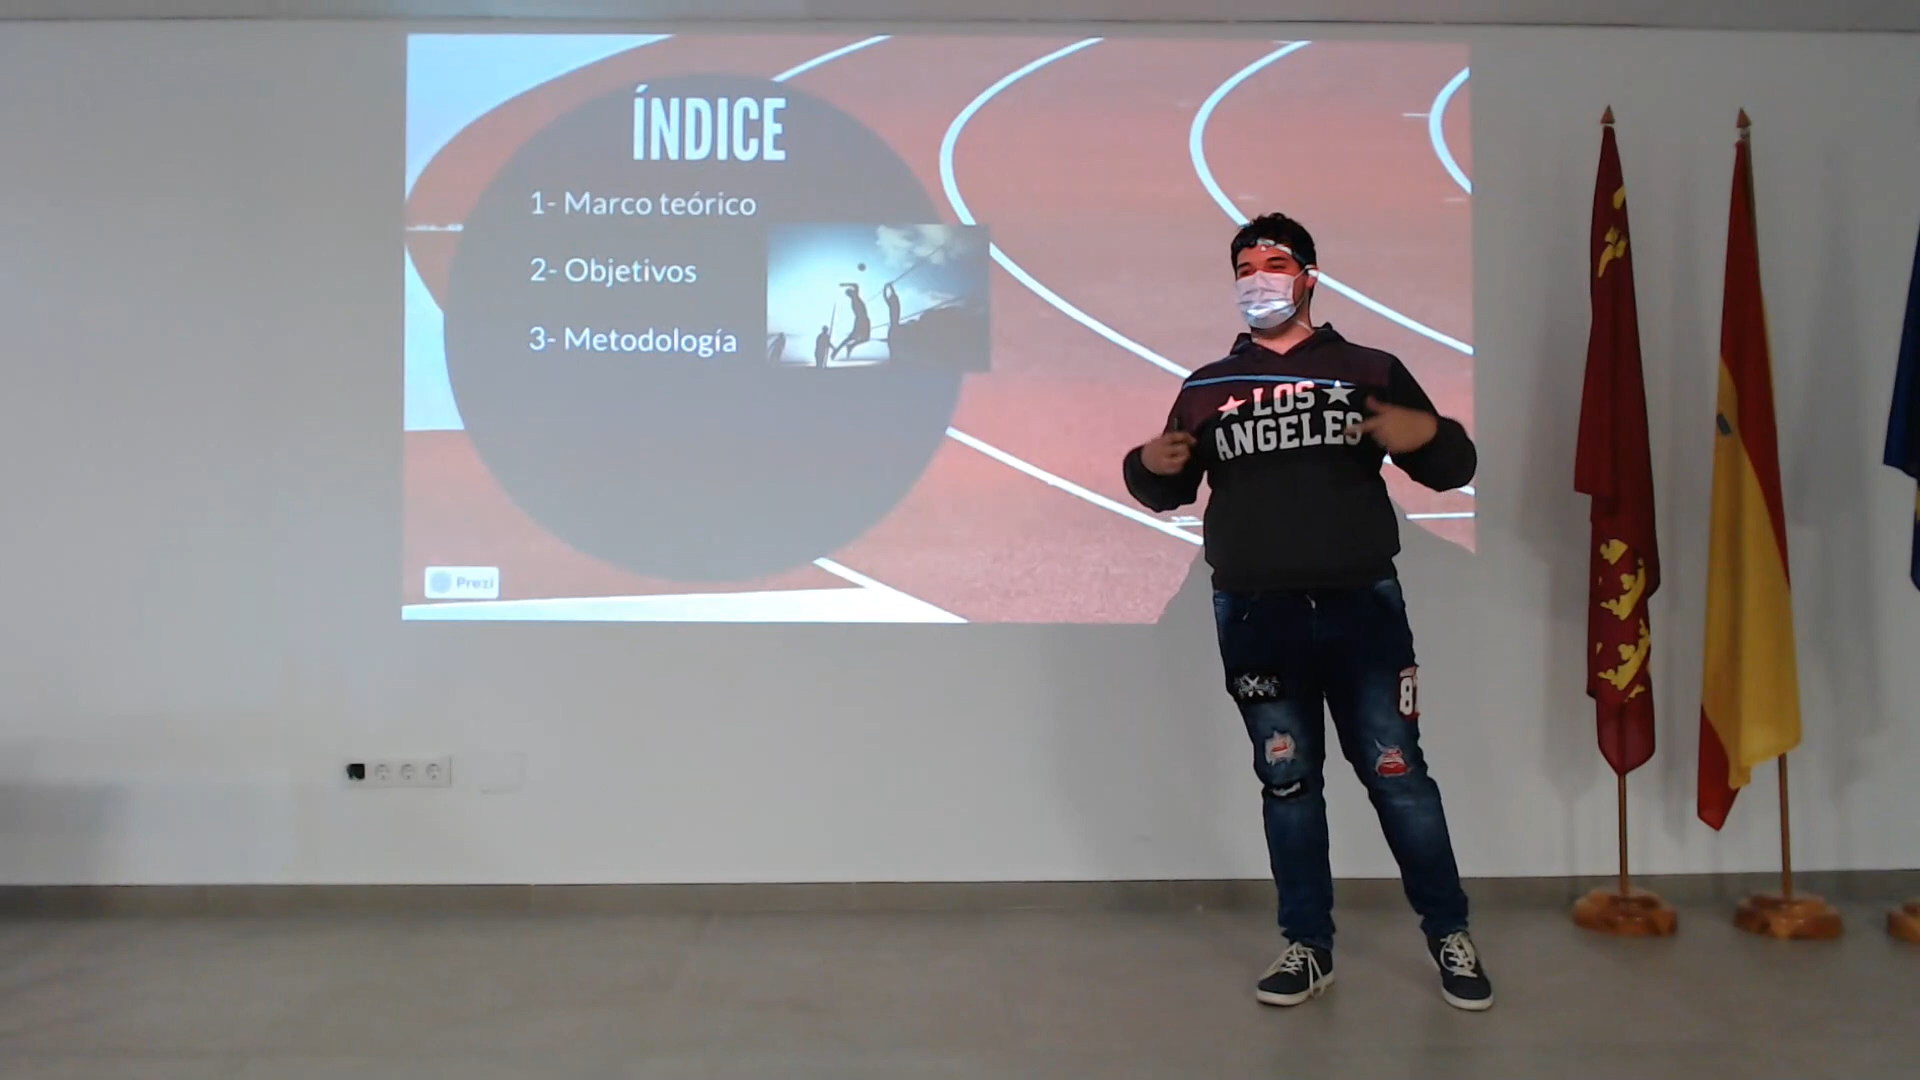 ÍNDICE
1- Marco teórico
2- Objetivos
3- Metodología
Prezi
LOS
ANGELES